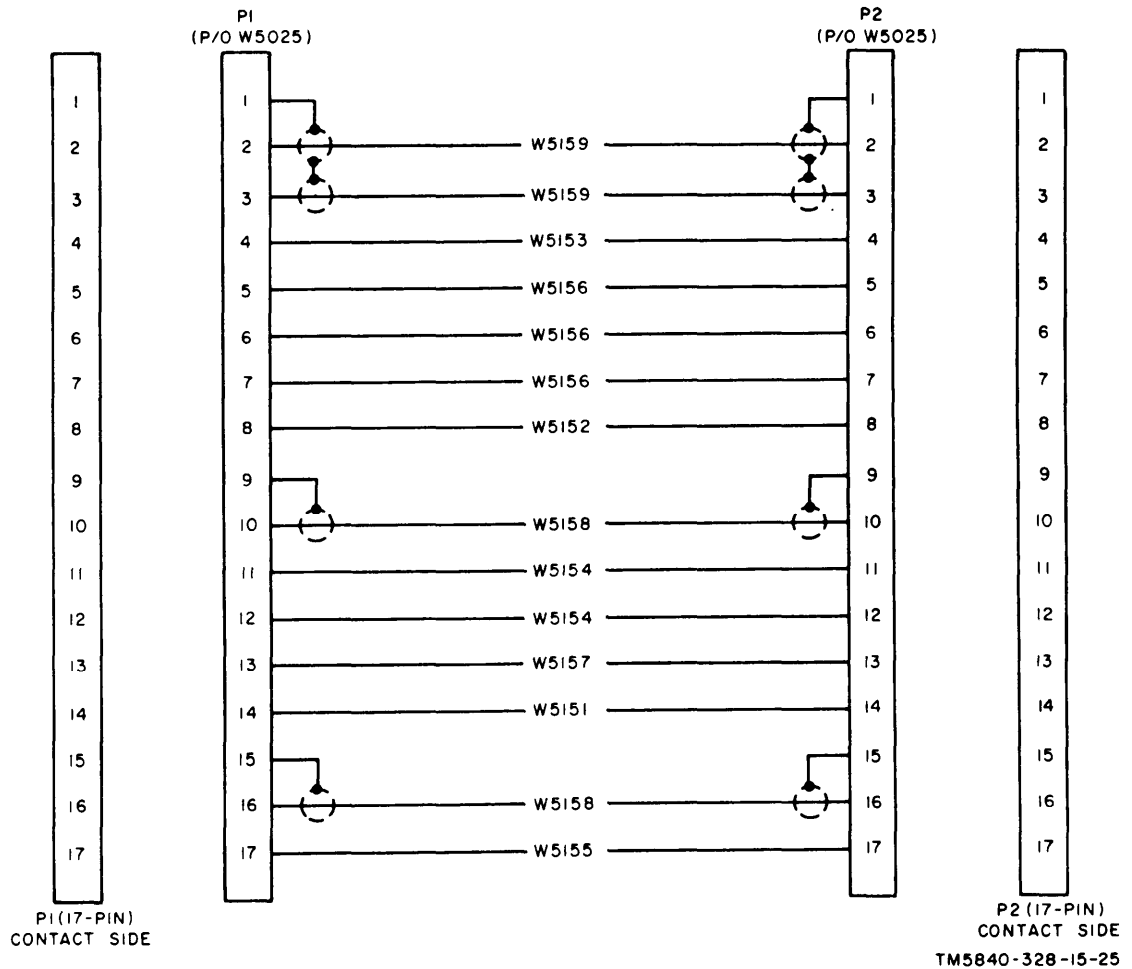 P1 P2
(P/O W5025) (P/O W5025)
1 1 1 1
2 2 W5159 2 2
3 3 W5159 3 3
4 4 W5153 4 4
5 5 W5156 5 5
6 6 W5156 6 6
7 7 W5156 7 7
8 8 W5152 8 8
9 9 9 9
10 10 W5158 10 10
11 11 W5154 11 11
12 12 W5154 12 12
13 13 W5157 13 13
14 14 W5151 14 14
15 15 15 15
16 16 W5158 16 16
17 17 W5155 17 17
P1(17-PIN) P2(17-PIN)
CONTACT SIDE CONTACT SIDE
TM5840-328-15-25